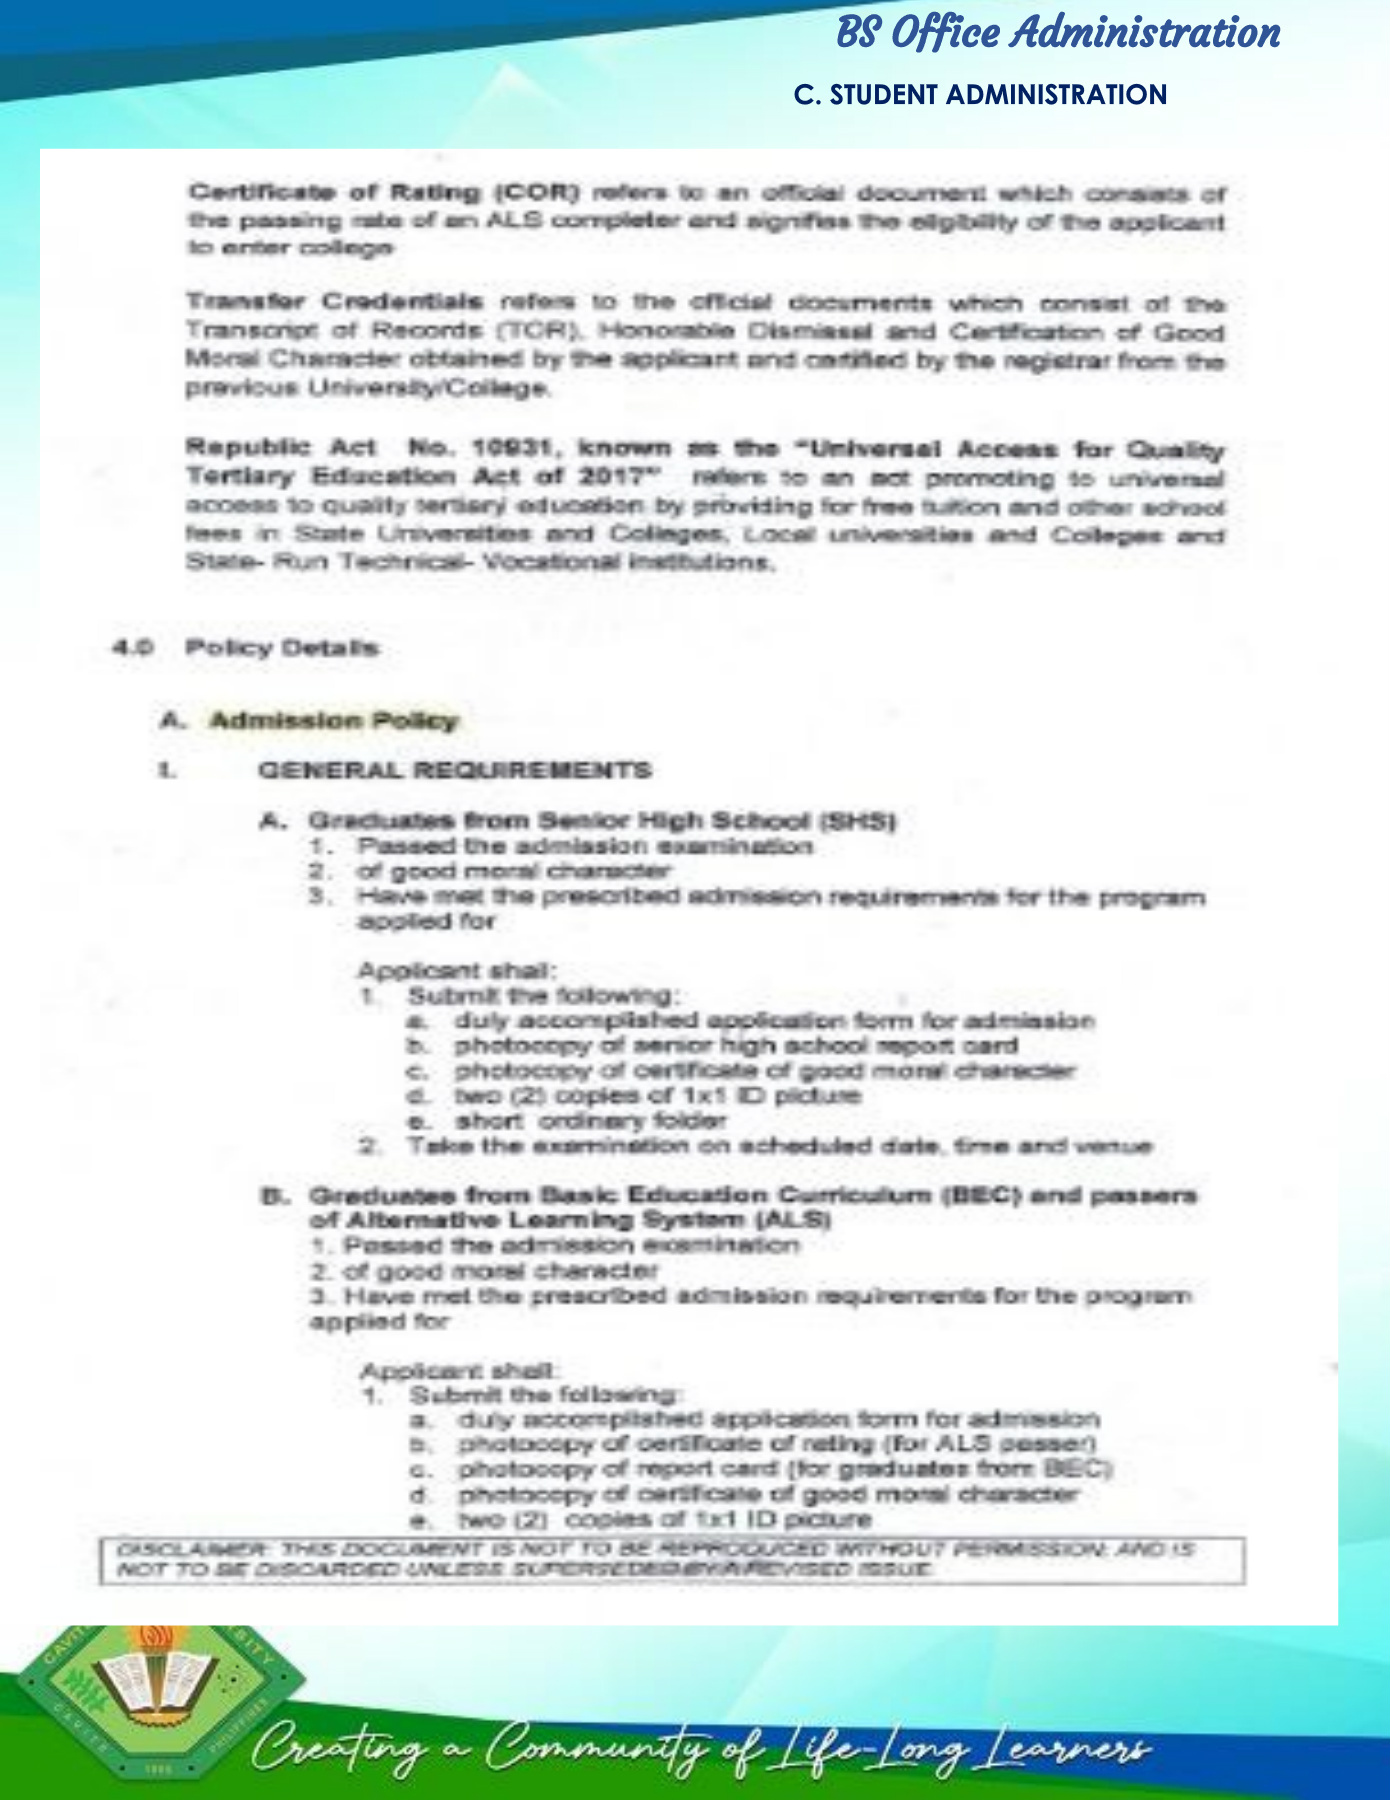 BS Office Administration
C. STUDENT ADMINISTRATION
Certificate of Rating (COR) refers to an official document which consists of
the passing rate of an ALS completer and signifies the eligibility of the applicant
to enter college
Transfer Credentials refers to the official documents which consist of the
Transcript of Records (TOR), Honorable Dismissal and Certification of Good
Moral Character obtained by the applicant and certified by the registrar from the
previous University/College.
Republic Act No. 10931, known as the "Universal Access for Quality
Tertiary Education Act of 2017" refers to an act promoting to universal
access to quality tertiary education by providing for free tuition and other school
fees in State Universities and Colleges, Local universities and Colleges and
State- Run Technical- Vocational institutions.
4.0 Policy Details
A. Admission Policy
1. GENERAL REQUIREMENTS
A. Graduates from Senior High School (SHS)
1. Passed the admission examination
2. of good moral character
3. Have met the prescribed admission requirements for the program
applied for
Applicant shall:
1. Submit the following:
a. duly accomplished application form for admission
b. photocopy of senior high school report card
c. photocopy of certificate of good moral character
d. two (2) copies of 1x1 ID picture
e. short ordinary folder
2. Take the examination on scheduled date, time and venue
B. Graduates from Basic Education Curriculum (BEC) and passers
of Alternative Learning System (ALS)
1. Passed the admission examination
2. of good moral character
3. Have met the prescribed admission requirements for the program
applied for
Applicant shall:
1. Submit the following:
a. duly accomplished application form for admission
b. photocopy of certificate of rating (for ALS passer)
c. photocopy of report card (for graduates from BEC)
d. photocopy of certificate of good moral character
e. two (2) copies of 1x1 ID picture
DISCLAIMER: THIS DOCUMENT IS NOT TO BE REPRODUCED WITHOUT PERMISSION; AND IS
NOT TO BE DISCARDED UNLESS SUPERSEDED BY A REVISED ISSUE.
CAVITE
PHILIPPINES
1906
Creating a Community of Life-Long Learners